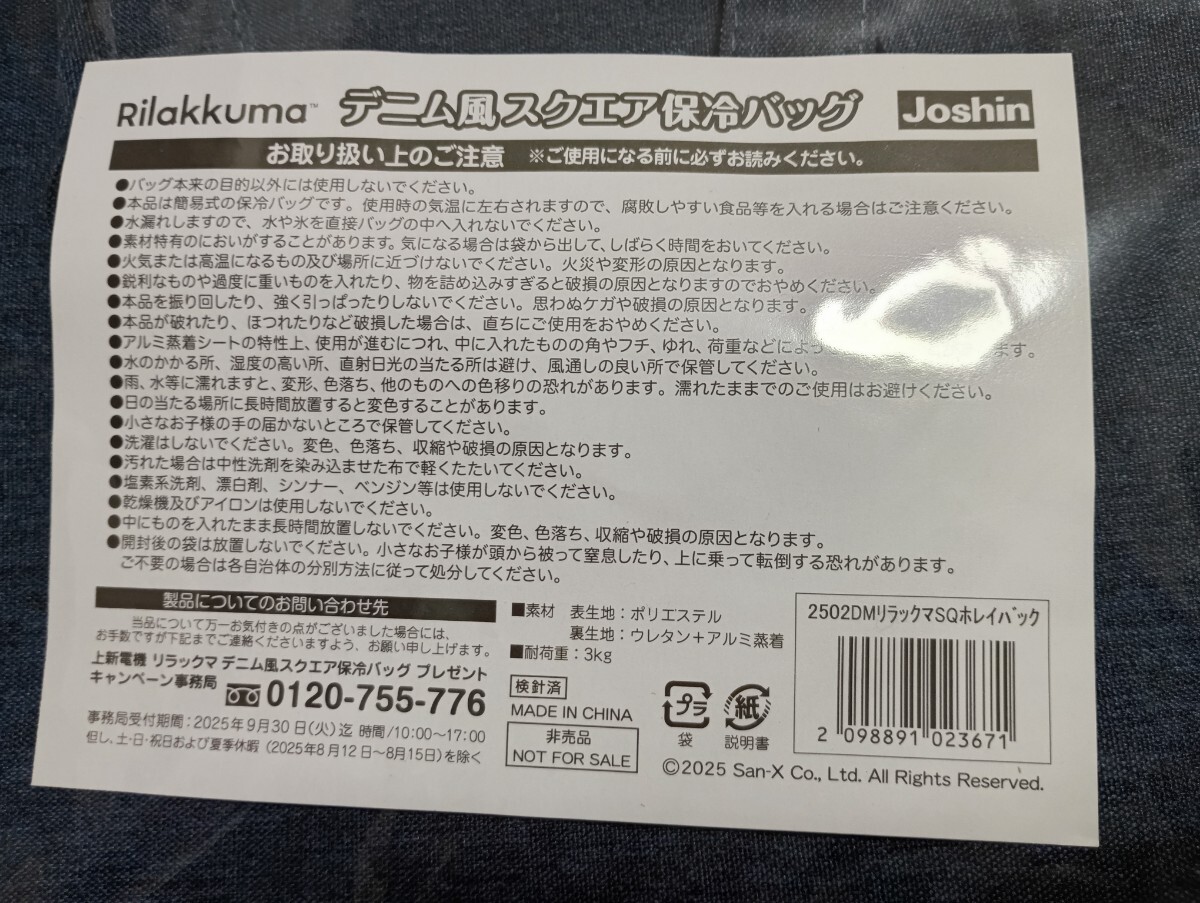 Rilakkuma™ デニム風スクエア保冷バッグ Joshin
お取り扱い上のご注意 ※ご使用になる前に必ずお読みください。
●バッグ本来の目的以外には使用しないでください。
●本品は簡易式の保冷バッグです。使用時の気温に左右されますので、腐敗しやすい食品等を入れる場合はご注意ください。
●水漏れしますので、水や氷を直接バッグの中へ入れないでください。
●素材特有のにおいがすることがあります。気になる場合は袋から出して、しばらく時間をおいてください。
●火気または高温になるもの及び場所に近づけないでください。火災や変形の原因となります。
●鋭利なものや過度に重いものを入れたり、物を詰め込みすぎると破損の原因となりますのでおやめください。
●本品を振り回したり、強く引っぱったりしないでください。思わぬケガや破損の原因となります。
●本品が破れたり、ほつれたりなど破損した場合は、直ちにご使用をおやめください。
●アルミ蒸着シートの特性上、使用が進むにつれ、中に入れたものの角やフチ、ゆれ、荷重などによ ます。
●水のかかる所、湿度の高い所、直射日光の当たる所は避け、風通しの良い所で保管してください。
●雨、水等に濡れますと、変形、色落ち、他のものへの色移りの恐れがあります。濡れたままでのご使用はお避けください。
●日の当たる場所に長時間放置すると変色することがあります。
●小さなお子様の手の届かないところで保管してください。
●洗濯はしないでください。変色、色落ち、収縮や破損の原因となります。
●汚れた場合は中性洗剤を染み込ませた布で軽くたたいてください。
●塩素系洗剤、漂白剤、シンナー、ベンジン等は使用しないでください。
●乾燥機及びアイロンは使用しないでください。
●中にものを入れたまま長時間放置しないでください。変色、色落ち、収縮や破損の原因となります。
●開封後の袋は放置しないでください。小さなお子様が頭から被って窒息したり、上に乗って転倒する恐れがあります。
ご不要の場合は各自治体の分別方法に従って処分してください。
製品についてのお問い合わせ先
当品について万一お気付きの点がございました場合には、
お手数ですが下記までご連絡くださいますよう、お願い申し上げます。
上新電機 リラックマ デニム風スクエア保冷バッグ プレゼント
キャンペーン事務局 0120-755-776
事務局受付期間：2025年9月30日(火)迄 時間/10:00～17:00
但し、土・日・祝日および夏季休暇（2025年8月12日～8月15日）を除く
■素材 表生地：ポリエステル
裏生地：ウレタン＋アルミ蒸着
■耐荷重：3kg
検針済
MADE IN CHINA
非売品
NOT FOR SALE
プラ
袋
紙
説明書
2502DMリラックマSQホレイバック
2 098891 023671
©2025 San-X Co., Ltd. All Rights Reserved.